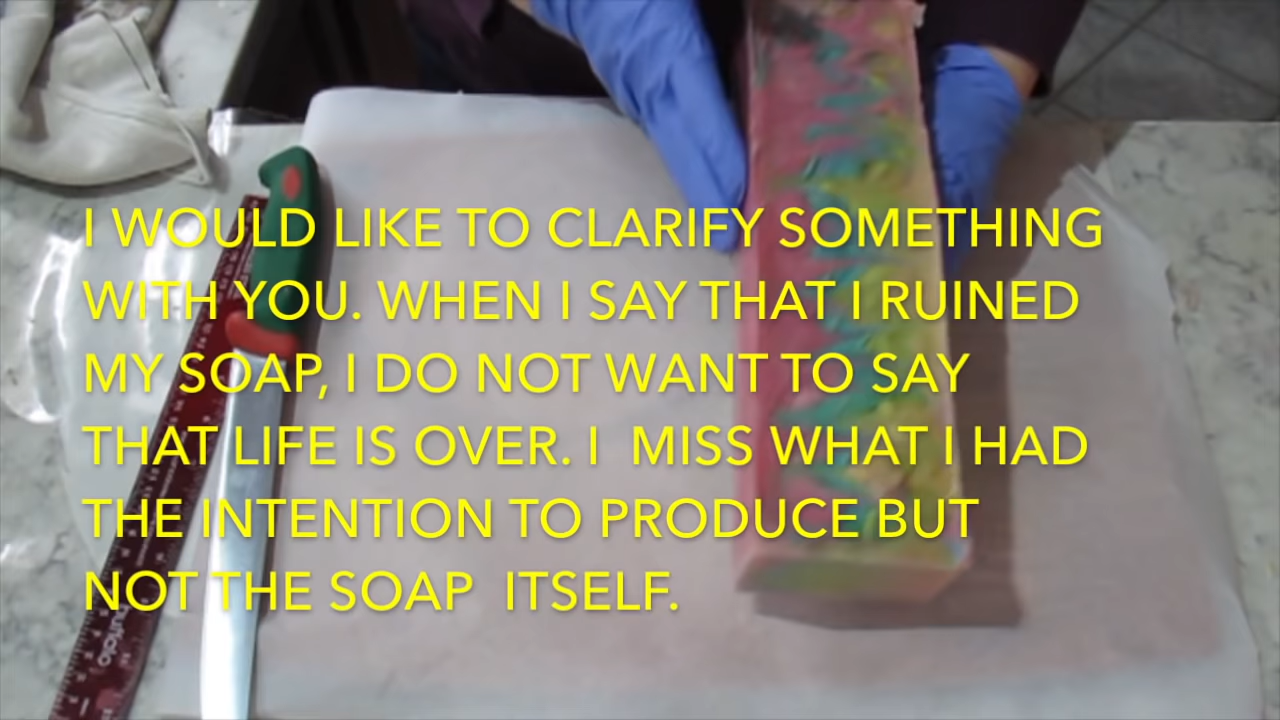 I WOULD LIKE TO CLARIFY SOMETHING
WITH YOU. WHEN I SAY THAT I RUINED
MY SOAP, I DO NOT WANT TO SAY
THAT LIFE IS OVER. I  MISS WHAT I HAD
THE INTENTION TO PRODUCE BUT
NOT THE SOAP  ITSELF.
buffalo